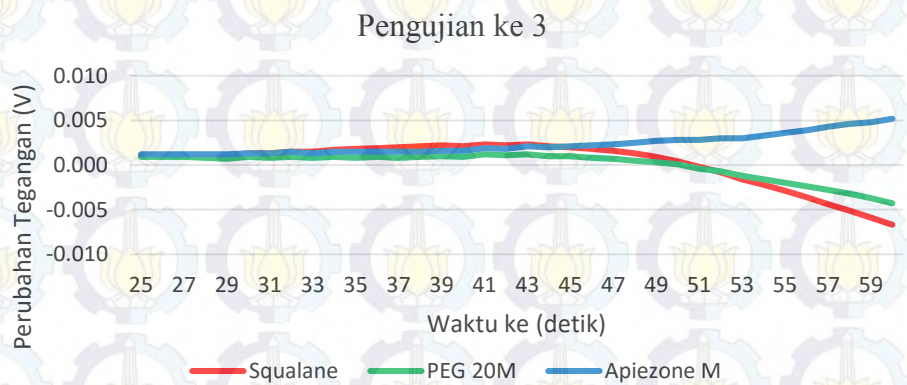 Pengujian ke 3
Perubahan Tegangan (V)
0.010
0.005
0.000
-0.005
-0.010
25 27 29 31 33 35 37 39 41 43 45 47 49 51 53 55 57 59
Waktu ke (detik)
Squalane PEG 20M Apiezone M